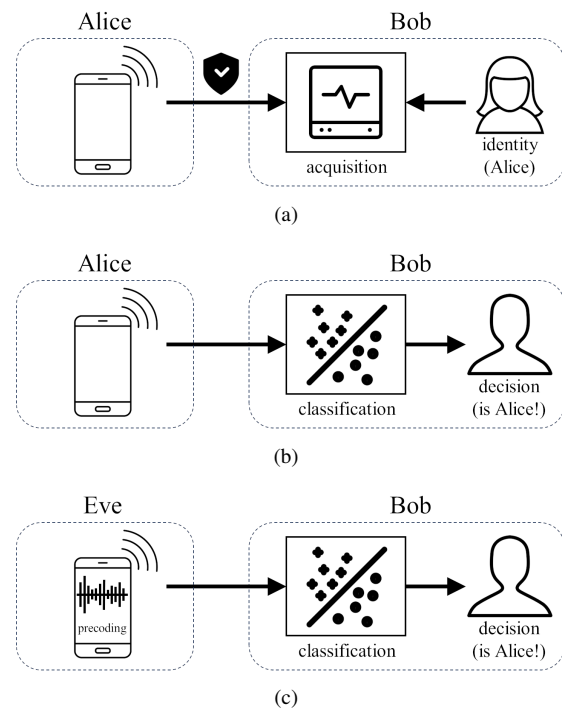 Alice
Bob
acquisition
identity
(Alice)
(a)
Alice
Bob
classification
decision
(is Alice!)
(b)
Eve
Bob
precoding
classification
decision
(is Alice!)
(c)